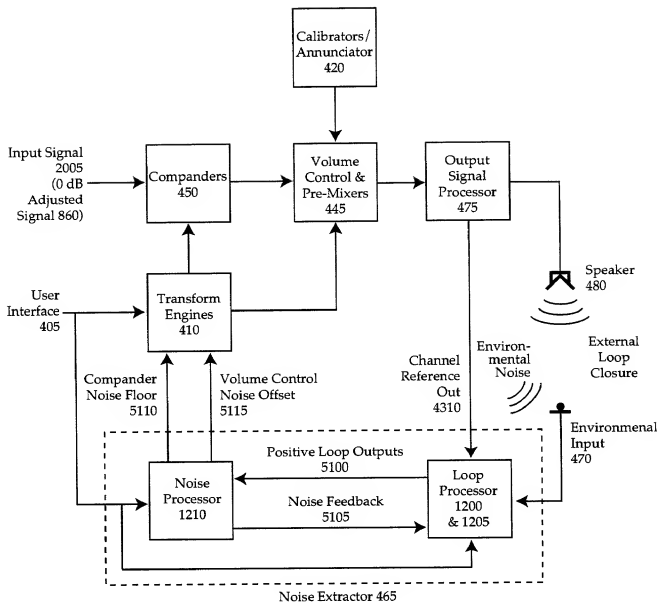 Calibrators/
Annunciator
420
Input Signal
2005
(0 dB
Adjusted
Signal 860)
Companders
450
Volume
Control &
Pre-Mixers
445
Output
Signal
Processor
475
Speaker
480
User
Interface
405
Transform
Engines
410
External
Loop
Closure
Environ-
mental
Noise
Compander
Noise Floor
5110
Volume Control
Noise Offset
5115
Channel
Reference
Out
4310
Environmenal
Input
470
Positive Loop Outputs
5100
Noise
Processor
1210
Noise Feedback
5105
Loop
Processor
1200
& 1205
Noise Extractor 465